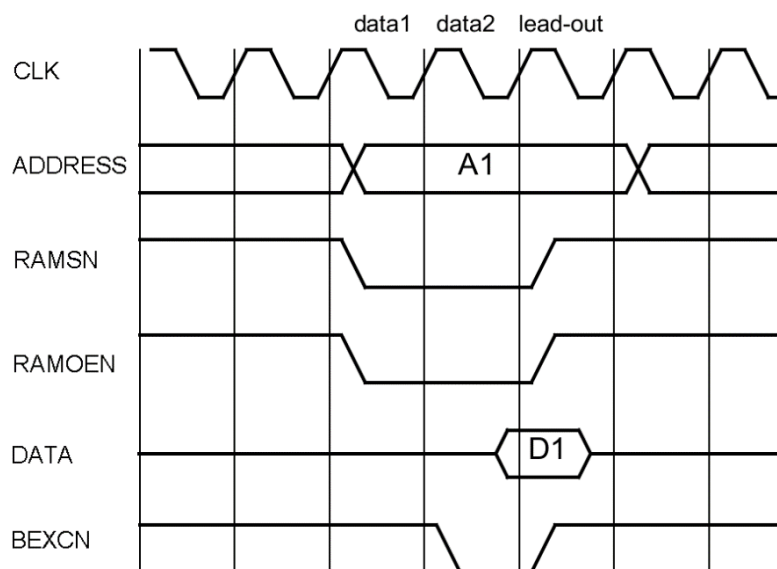 data1 data2 lead-out
CLK
ADDRESS A1
RAMSN
RAMOEN
DATA D1
BEXCN